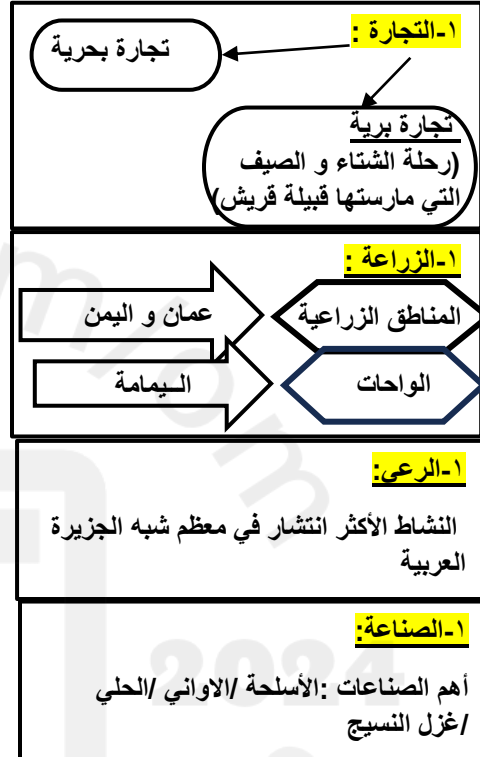 ١-التجارة :
تجارة بحرية
تجارة برية
(رحلة الشتاء و الصيف
التي مارستها قبيلة قريش)
١-الزراعة :
المناطق الزراعية
عمان و اليمن
الواحات
الـيمامة
١-الرعي:
النشاط الأكثر انتشار في معظم شبه الجزيرة
العربية
١-الصناعة:
أهم الصناعات :الأسلحة /الاواني /الحلي
/غزل النسيج
m/om
2024